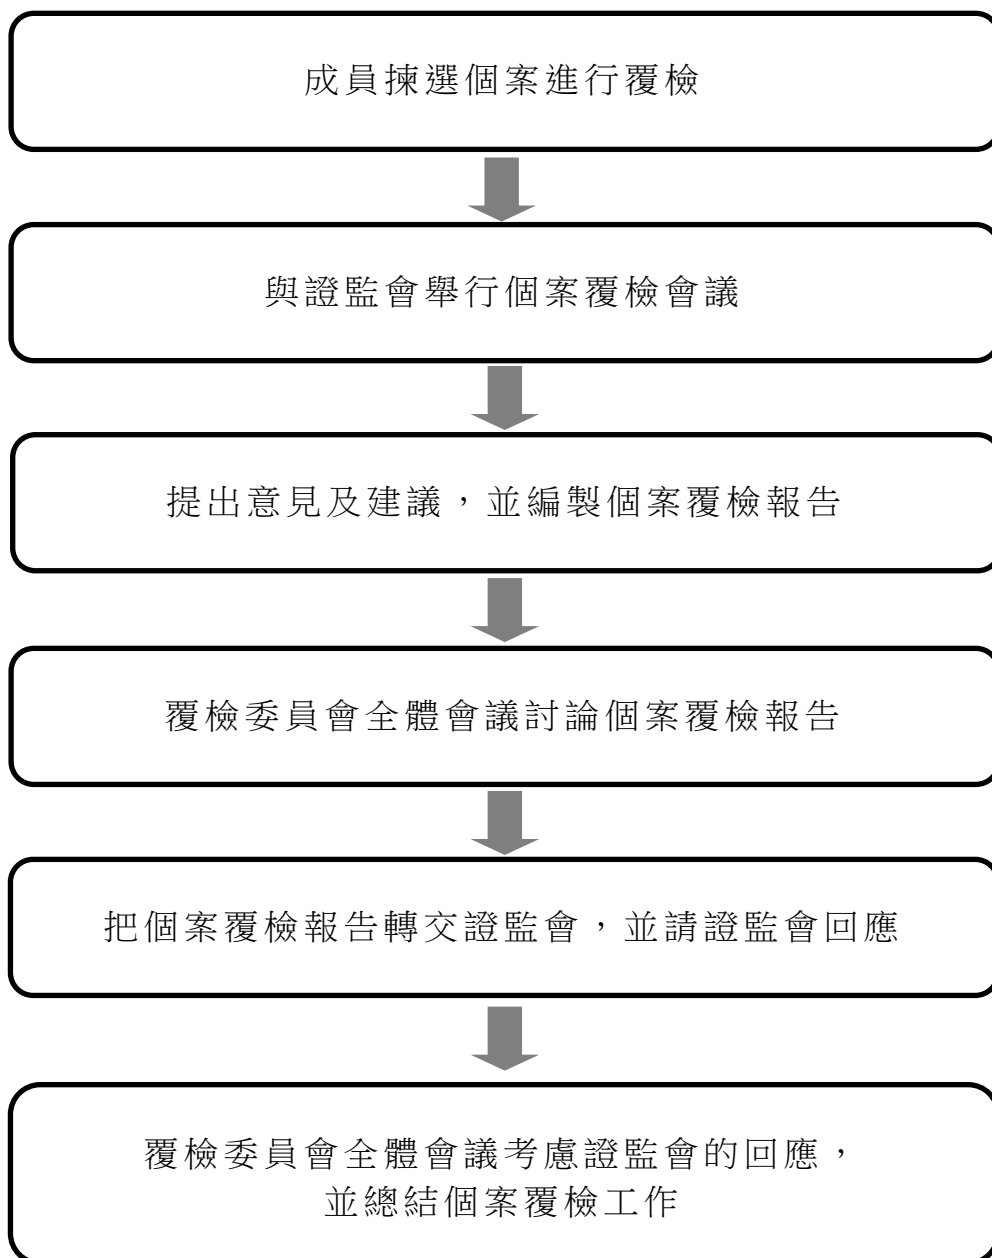 成員揀選個案進行覆檢
與證監會舉行個案覆檢會議
提出意見及建議，並編製個案覆檢報告
覆檢委員會全體會議討論個案覆檢報告
把個案覆檢報告轉交證監會，並請證監會回應
覆檢委員會全體會議考慮證監會的回應，
並總結個案覆檢工作